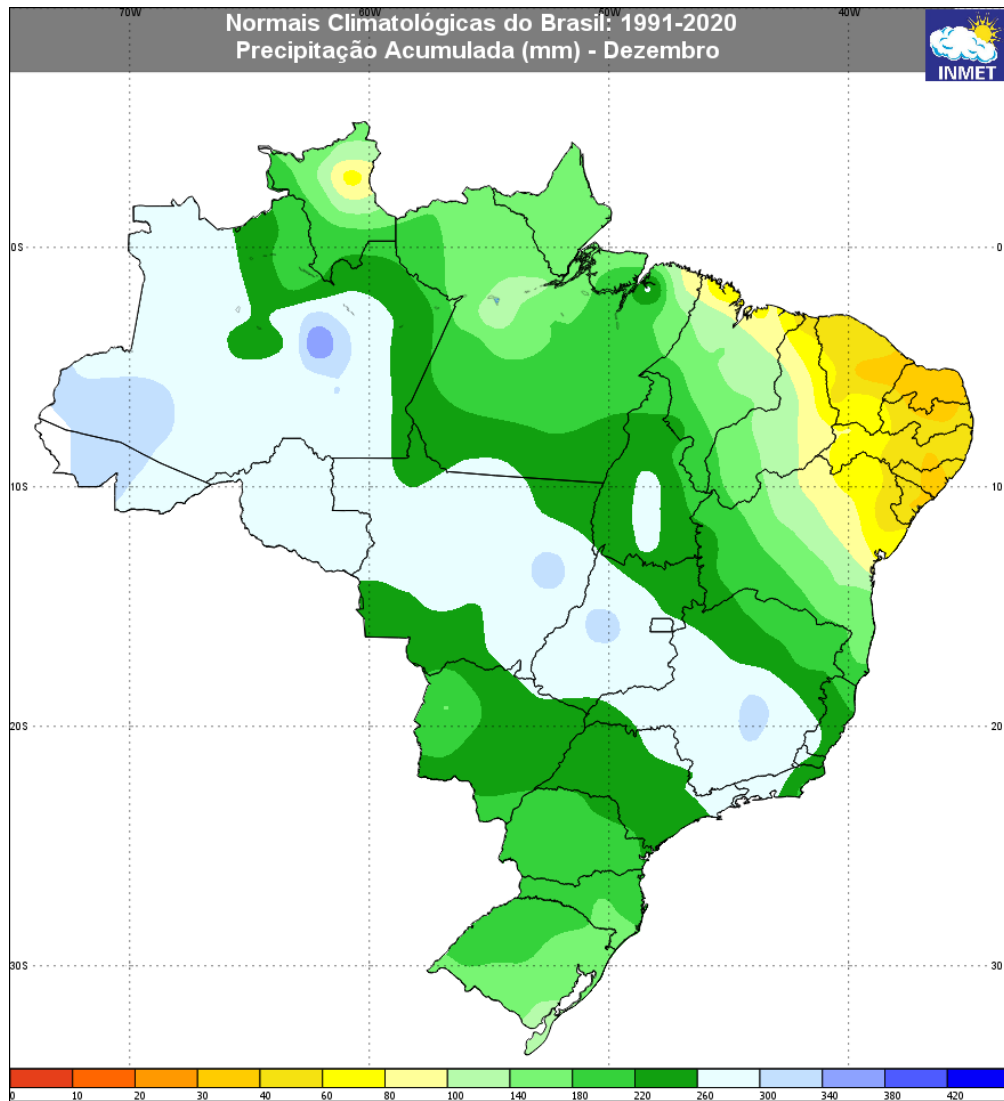 70W 60W 50W 40W
Normais Climatológicas do Brasil: 1991-2020
Precipitação Acumulada (mm) - Dezembro
INMET
0S 0
10S 10
20S 20
30S 30
0 10 20 30 40 60 80 100 140 180 220 260 300 340 380 420